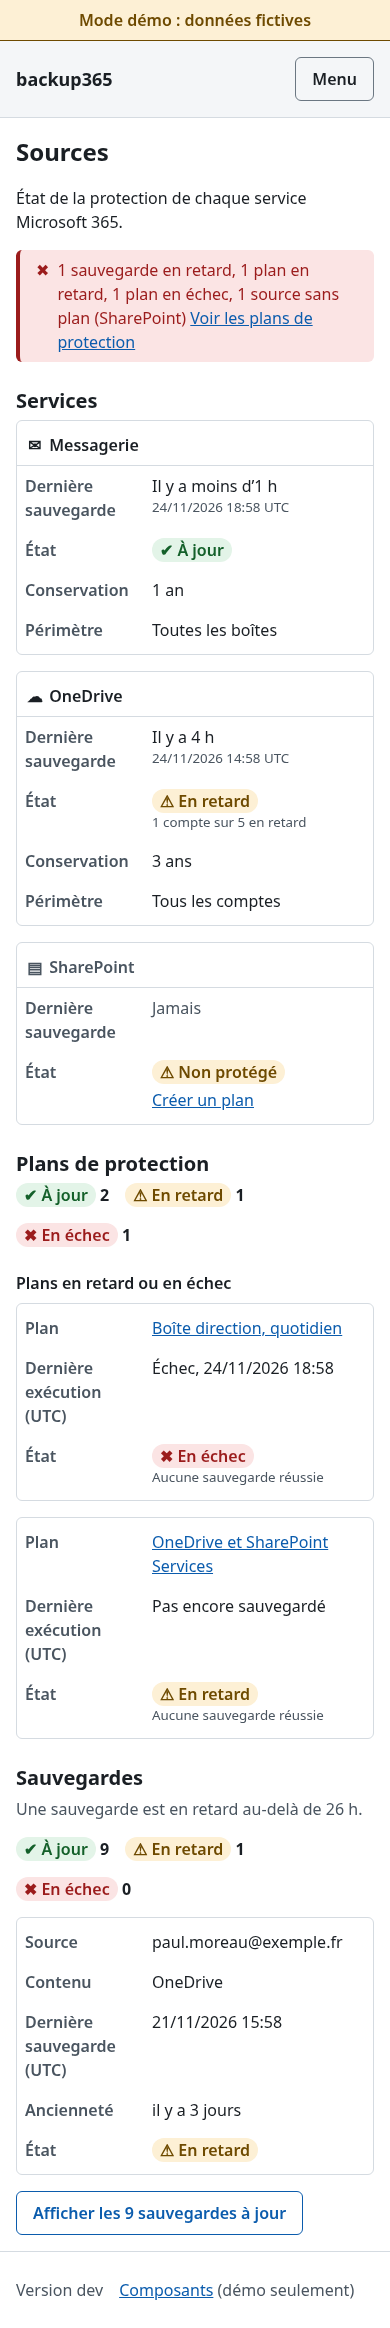 Mode démo : données fictives
backup365
Menu
Sources
État de la protection de chaque service
Microsoft 365.
✖ 1 sauvegarde en retard, 1 plan en
retard, 1 plan en échec, 1 source sans
plan (SharePoint) Voir les plans de
protection
Services
✉ Messagerie
Dernière
sauvegarde
Il y a moins d’1 h
24/11/2026 18:58 UTC
État
✔ À jour
Conservation
1 an
Périmètre
Toutes les boîtes
☁ OneDrive
Dernière
sauvegarde
Il y a 4 h
24/11/2026 14:58 UTC
État
⚠ En retard
1 compte sur 5 en retard
Conservation
3 ans
Périmètre
Tous les comptes
▤ SharePoint
Dernière
sauvegarde
Jamais
État
⚠ Non protégé
Créer un plan
Plans de protection
✔ À jour 2 ⚠ En retard 1
✖ En échec 1
Plans en retard ou en échec
Plan
Boîte direction, quotidien
Dernière
exécution
(UTC)
Échec, 24/11/2026 18:58
État
✖ En échec
Aucune sauvegarde réussie
Plan
OneDrive et SharePoint
Services
Dernière
exécution
(UTC)
Pas encore sauvegardé
État
⚠ En retard
Aucune sauvegarde réussie
Sauvegardes
Une sauvegarde est en retard au-delà de 26 h.
✔ À jour 9 ⚠ En retard 1
✖ En échec 0
Source
paul.moreau@exemple.fr
Contenu
OneDrive
Dernière
sauvegarde
(UTC)
21/11/2026 15:58
Ancienneté
il y a 3 jours
État
⚠ En retard
Afficher les 9 sauvegardes à jour
Version dev Composants (démo seulement)